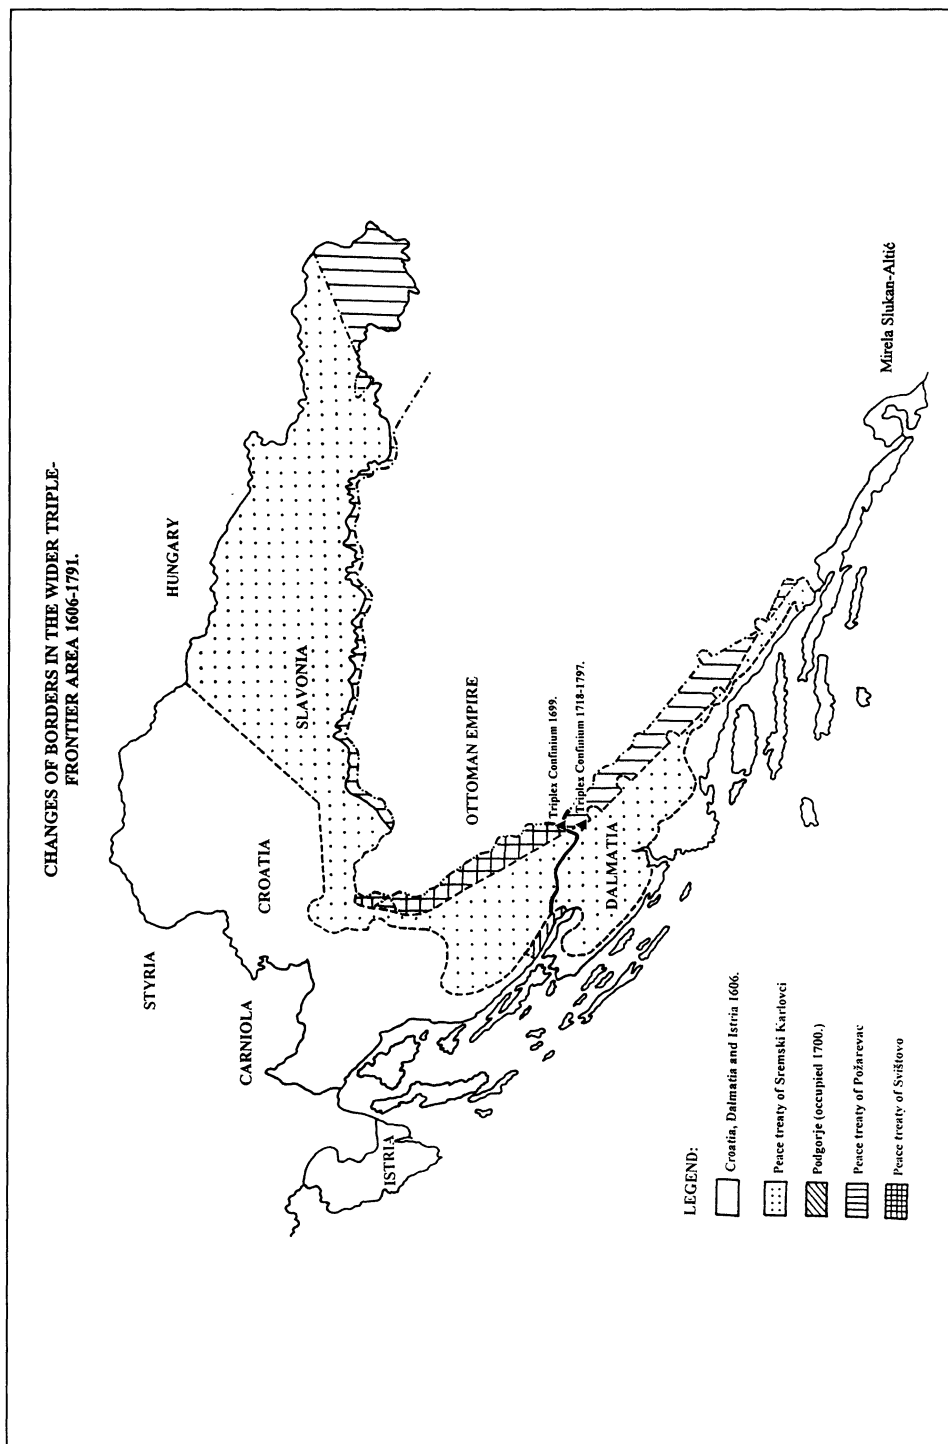 CHANGES OF BORDERS IN THE WIDER TRIPLE-
FRONTIER AREA 1606-1791.
HUNGARY
STYRIA
CARNIOLA
CROATIA
SLAVONIA
ISTRIA
OTTOMAN EMPIRE
Triplex Confinium 1699.
Triplex Confinium 1718-1797.
DALMATIA
LEGEND:
Croatia, Dalmatia and Istria 1606.
Peace treaty of Sremski Karlovci
Podgorje (occupied 1700.)
Peace treaty of Požarevac
Peace treaty of Svištovo
Mirela Slukan-Altić